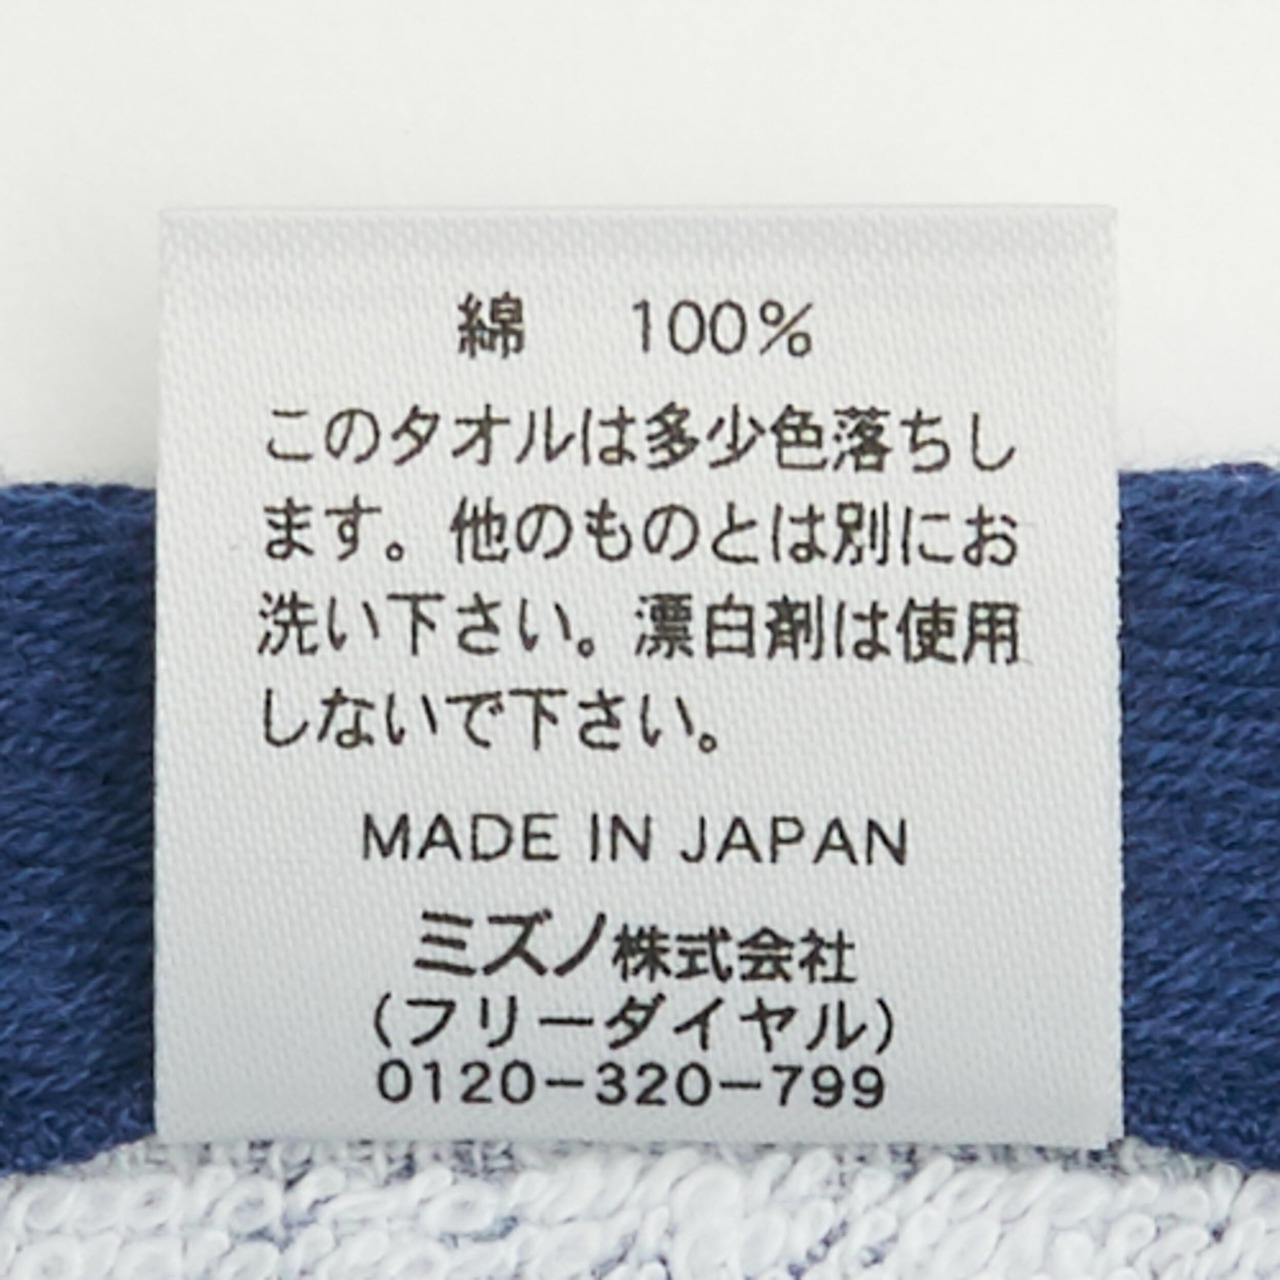 綿　100%
このタオルは多少色落ちし
ます。他のものとは別にお
洗い下さい。漂白剤は使用
しないで下さい。
MADE IN JAPAN
ミズノ株式会社
(フリーダイヤル)
0120-320-799